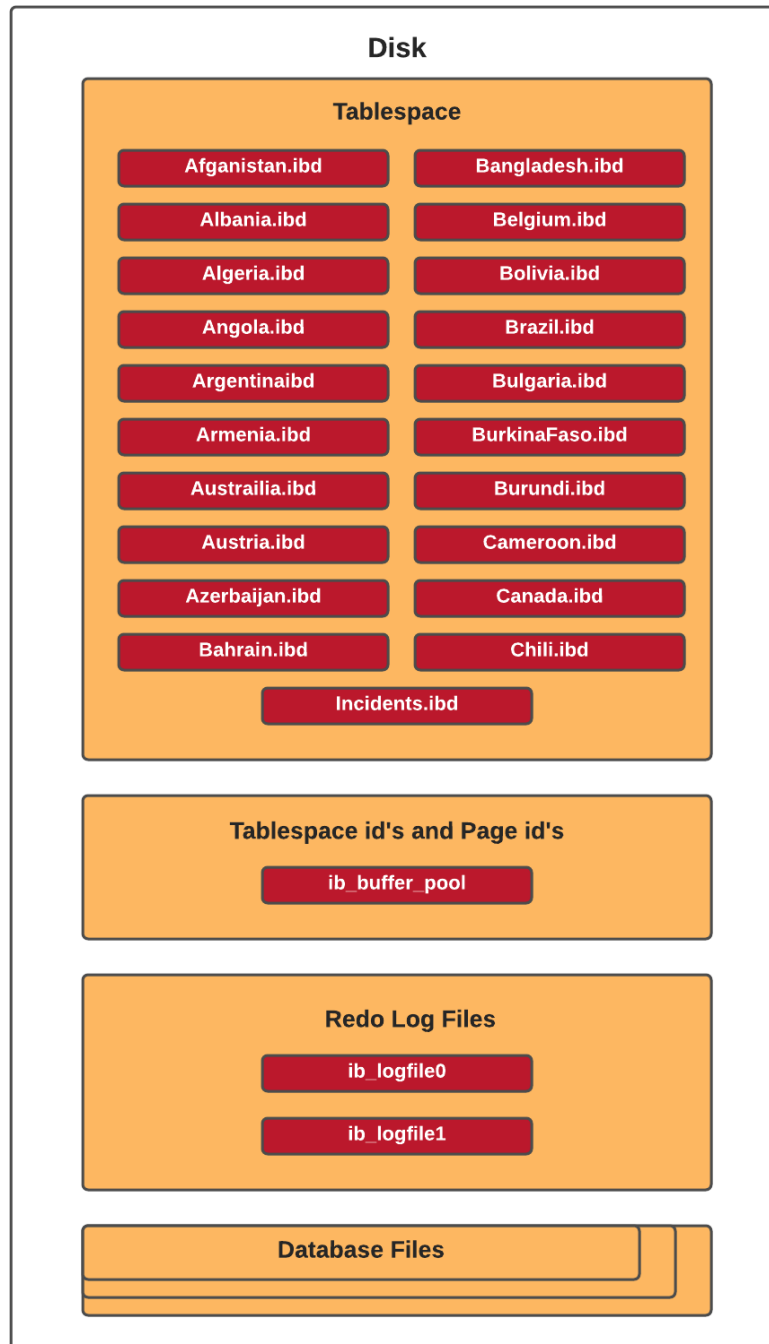 Disk
Tablespace
Afganistan.ibd
Bangladesh.ibd
Albania.ibd
Belgium.ibd
Algeria.ibd
Bolivia.ibd
Angola.ibd
Brazil.ibd
Argentinaibd
Bulgaria.ibd
Armenia.ibd
BurkinaFaso.ibd
Austrailia.ibd
Burundi.ibd
Austria.ibd
Cameroon.ibd
Azerbaijan.ibd
Canada.ibd
Bahrain.ibd
Chili.ibd
Incidents.ibd
Tablespace id's and Page id's
ib_buffer_pool
Redo Log Files
ib_logfile0
ib_logfile1
Database Files